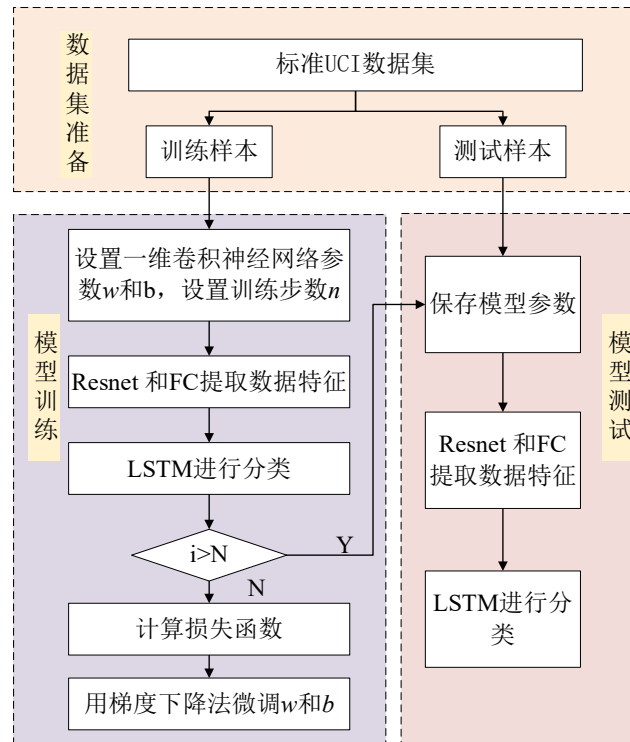 数据集准备
标准UCI数据集
训练样本
测试样本
模型训练
设置一维卷积神经网络参
数w和b，设置训练步数n
Resnet 和FC提取数据特征
LSTM进行分类
i>N
Y
N
计算损失函数
用梯度下降法微调w和b
保存模型参数
Resnet 和FC
提取数据特征
LSTM进行分
类
模型测试